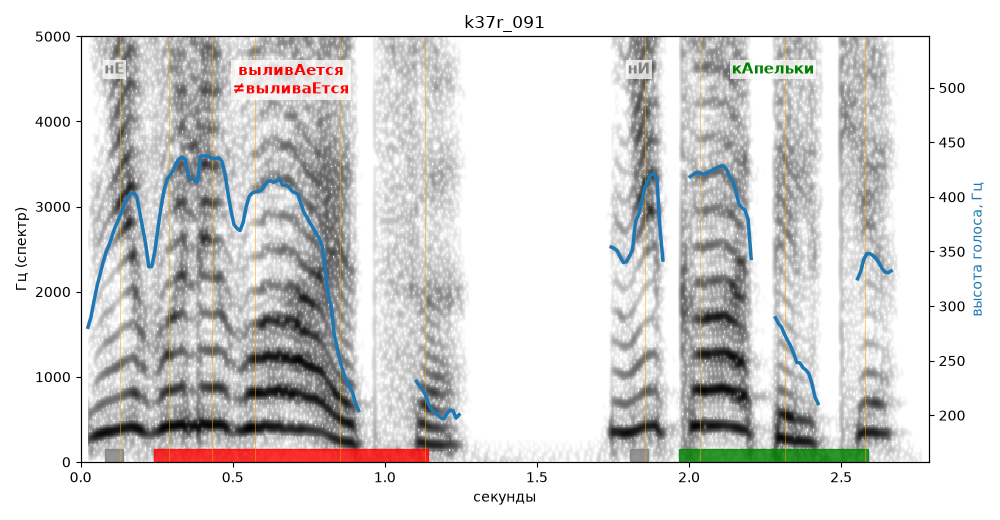 k37r_091
5000
4000
3000
2000
1000
0
Гц (спектр)
нЕ
выливАется
≠выливаЕтся
нИ
кАпельки
500
450
400
350
300
250
200
высота голоса, Гц
0.0 0.5 1.0 1.5 2.0 2.5
секунды